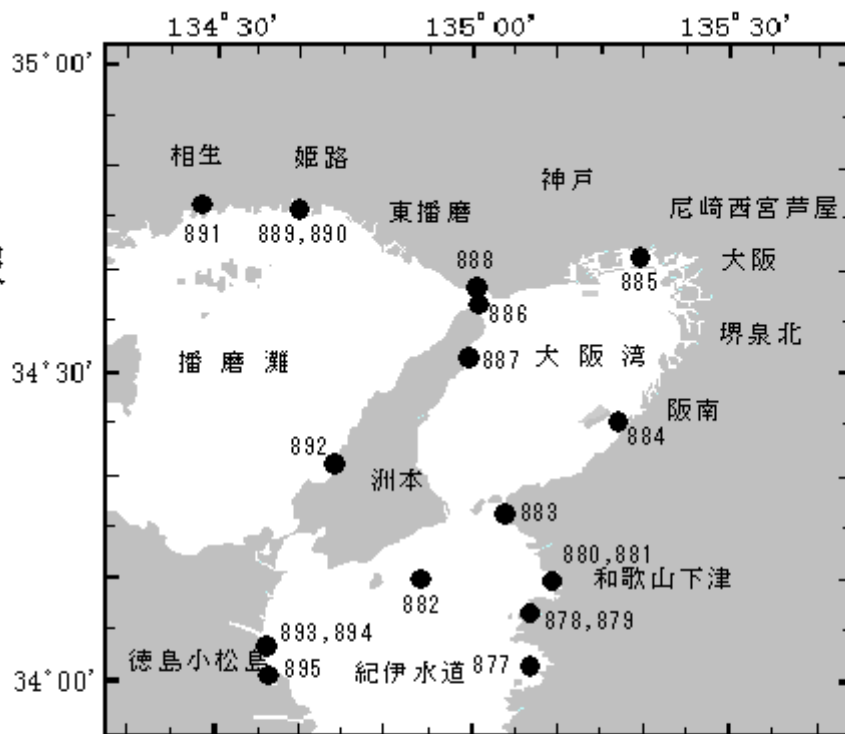 134°30' 135°00' 135°30'
35°00'
相生 姫路 神戸
東播磨 尼崎西宮芦屋
891 889,890 888 885 大阪
886
播磨灘 887 大阪湾 堺泉北
34°30'
阪南
884
892 洲本
883
880,881
882 和歌山下津
878,879
893,894
徳島小松島 895 紀伊水道 877
34°00'